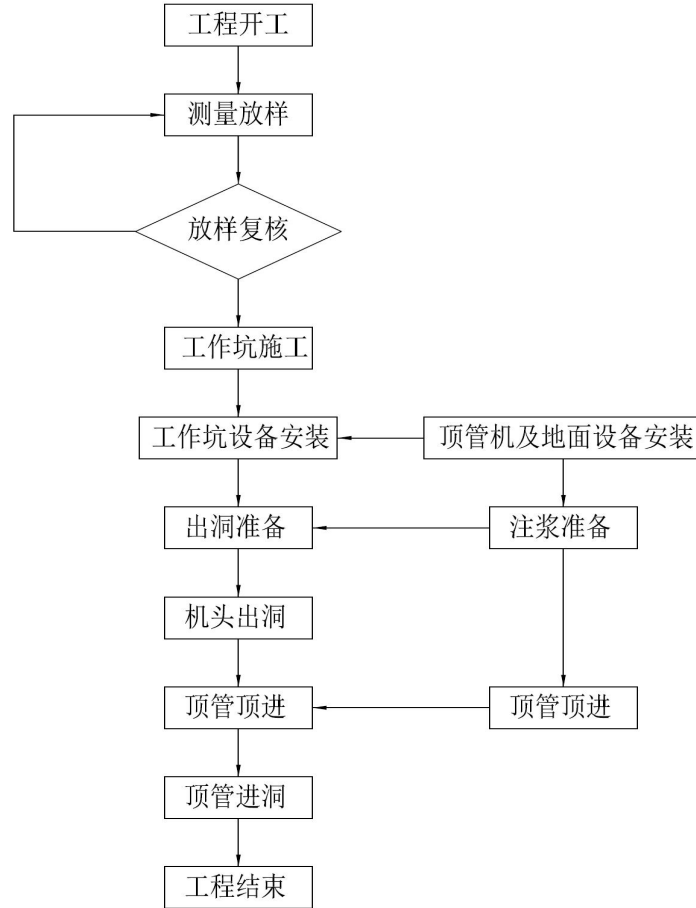 工程开工
测量放样
放样复核
工作坑施工
工作坑设备安装
顶管机及地面设备安装
出洞准备
注浆准备
机头出洞
顶管顶进
顶管顶进
顶管进洞
工程结束